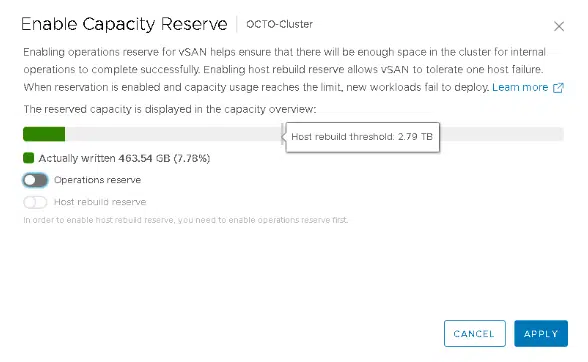 Enable Capacity Reserve | OCTO-Cluster
Enabling operations reserve for vSAN helps ensure that there will be enough space in the cluster for internal
operations to complete successfully. Enabling host rebuild reserve allows vSAN to tolerate one host failure.
When reservation is enabled and capacity usage reaches the limit, new workloads fail to deploy. Learn more
The reserved capacity is displayed in the capacity overview:
Host rebuild threshold: 2.79 TB
Actually written 463.54 GB (7.78%)
Operations reserve
Host rebuild reserve
In order to enable host rebuild reserve, you need to enable operations reserve first.
CANCEL APPLY